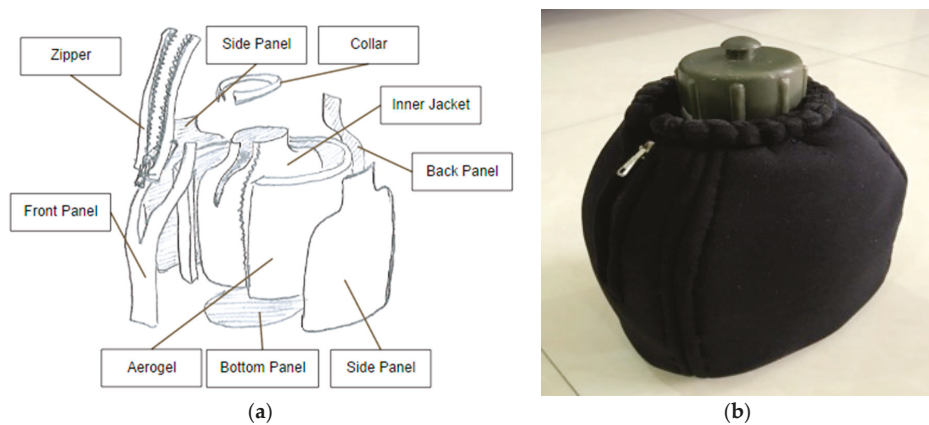 Zipper
Side Panel
Collar
Inner Jacket
Back Panel
Front Panel
Aerogel
Bottom Panel
Side Panel
(a)
(b)